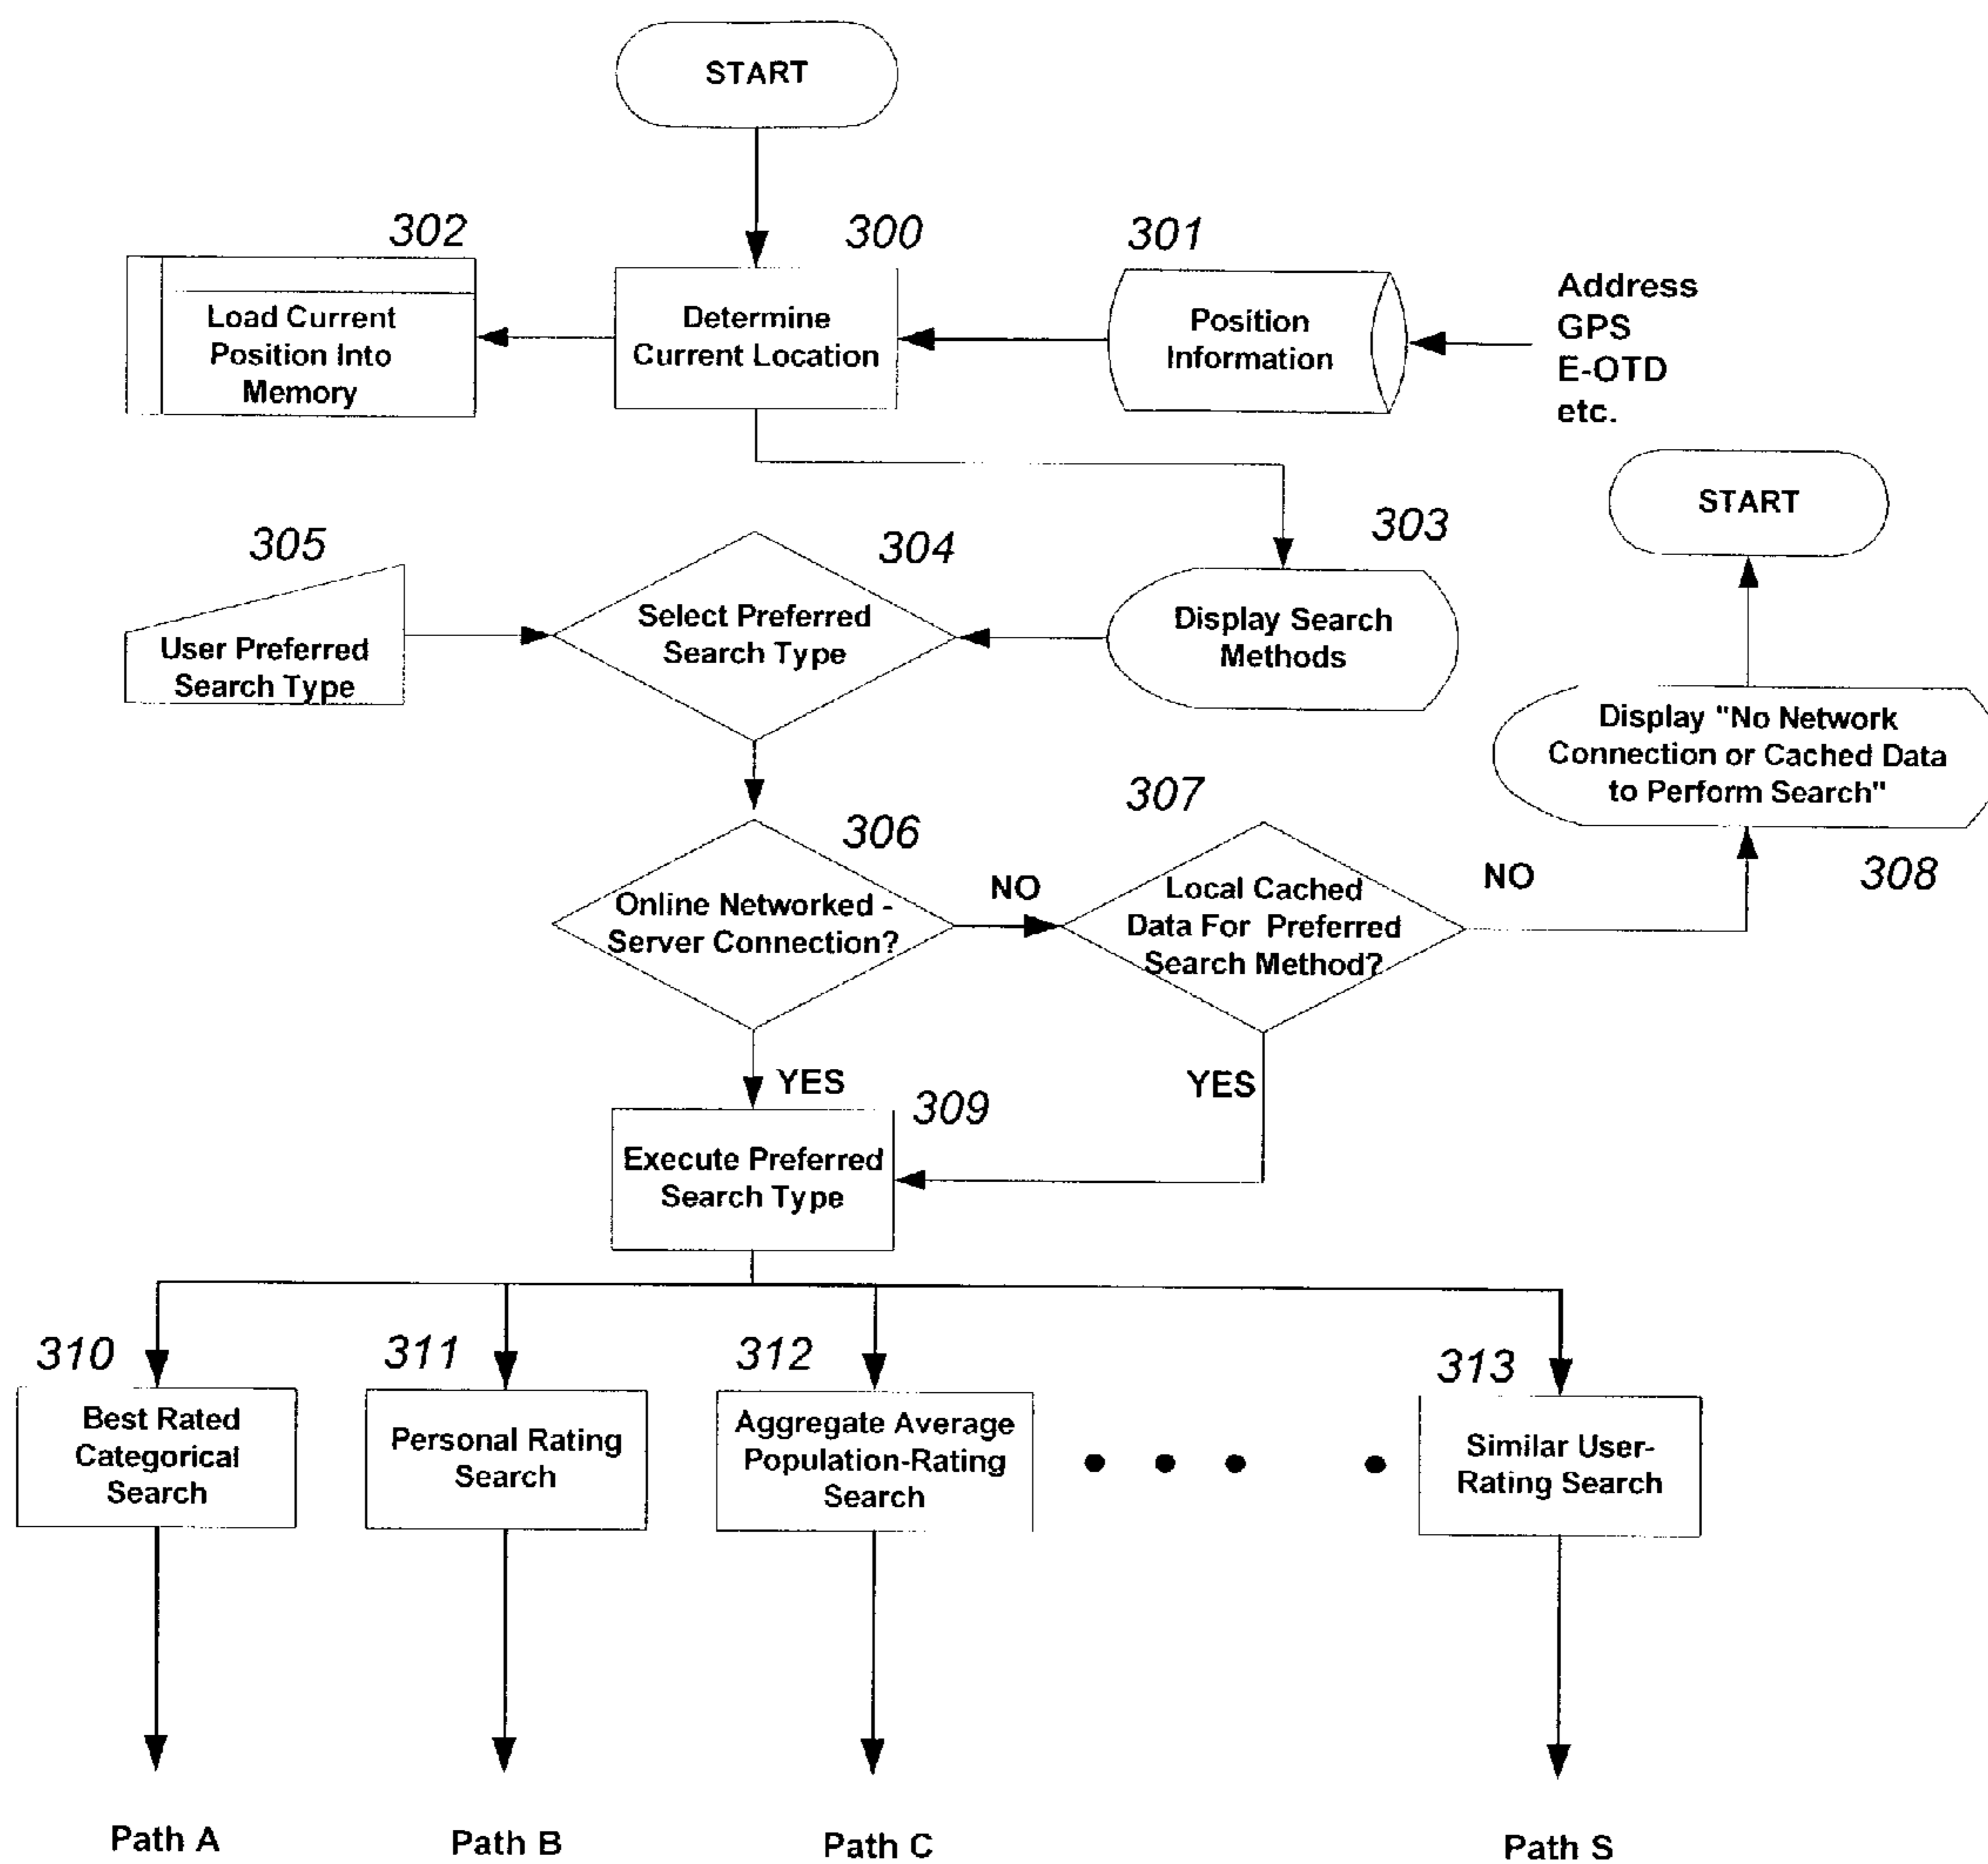 START
302
300
301
Load Current
Position Into
Memory
Determine
Current Location
Position
Information
Address
GPS
E-OTD
etc.
START
305
304
303
User Preferred
Search Type
Select Preferred
Search Type
Display Search
Methods
Display "No Network
Connection or Cached Data
to Perform Search"
308
306
307
Online Networked -
Server Connection?
NO
Local Cached
Data For Preferred
Search Method?
NO
YES
YES
309
Execute Preferred
Search Type
310
311
312
313
Best Rated
Categorical
Search
Personal Rating
Search
Aggregate Average
Population-Rating
Search
Similar User-
Rating Search
Path A
Path B
Path C
Path S